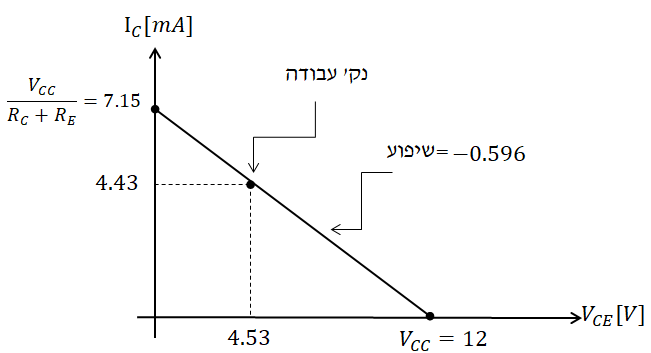 I_C [mA]
נק׳ עבודה
V_CC / (R_C + R_E) = 7.15
שיפוע= −0.596
4.43
4.53
V_CC = 12
V_CE [V]